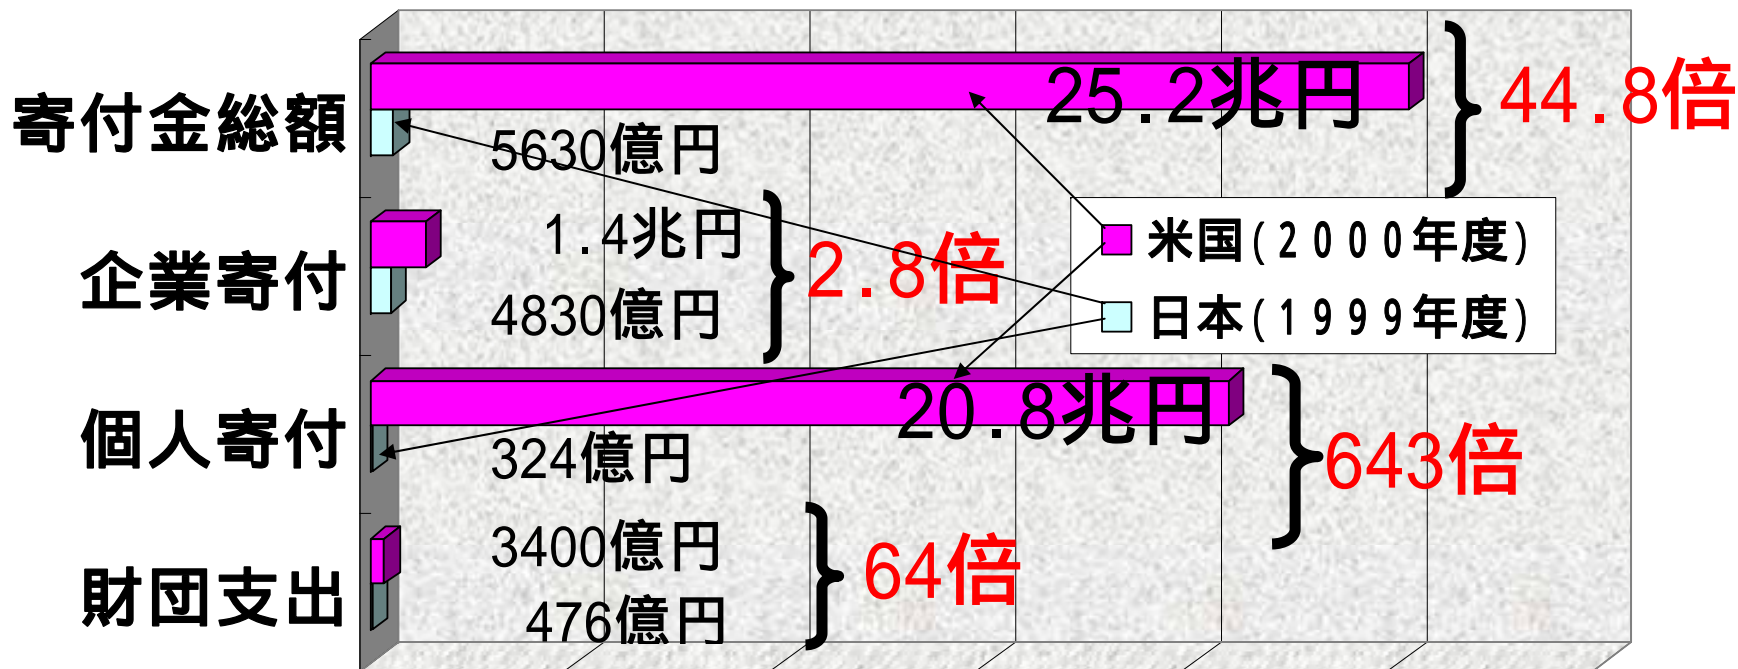 寄付金総額
25.2兆円
5630億円
44.8倍
企業寄付
1.4兆円
4830億円
2.8倍
米国(2000年度)
日本(1999年度)
個人寄付
20.8兆円
324億円
643倍
財団支出
3400億円
476億円
64倍